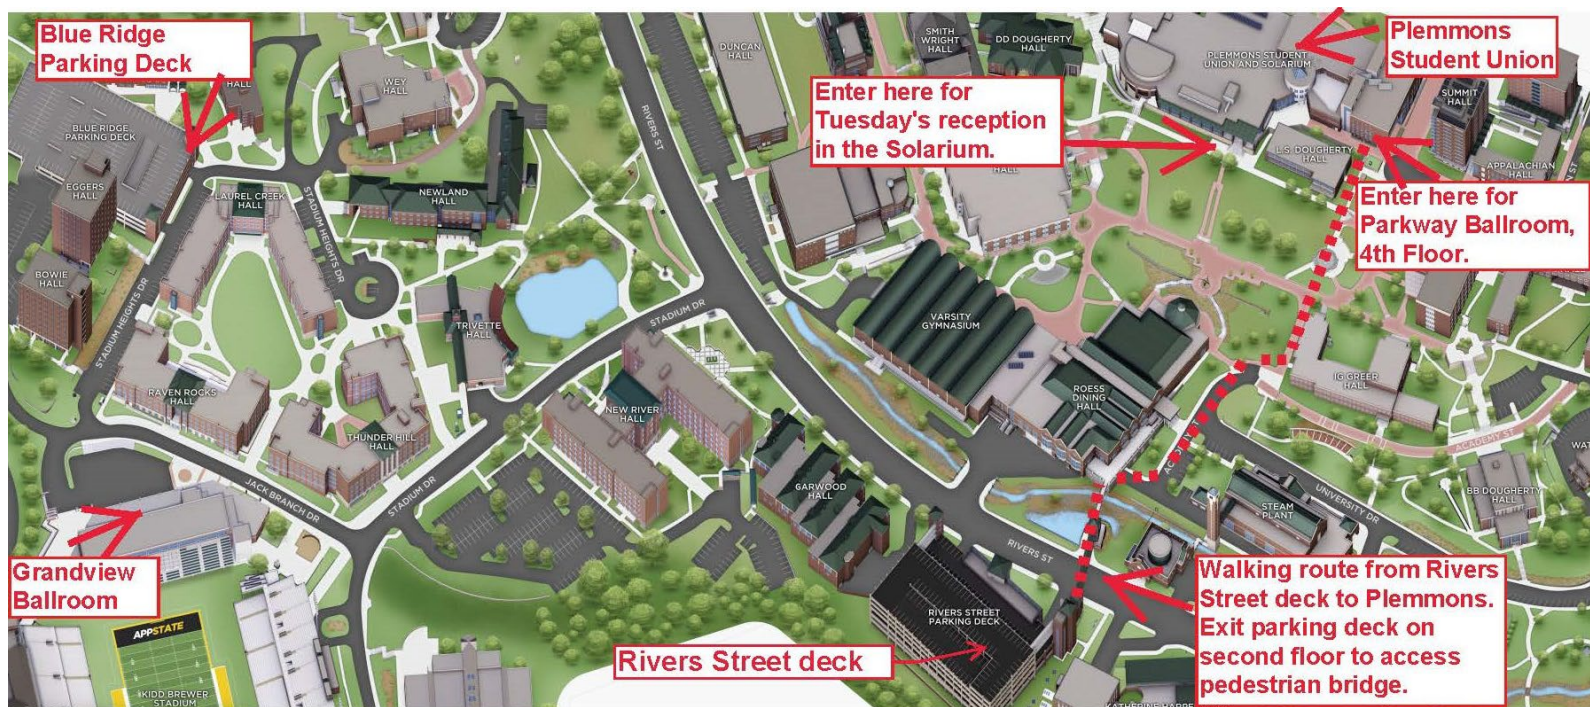 Blue Ridge
Parking Deck
HALL
WEY
HALL
DUNCAN
HALL
SMITH
WRIGHT
HALL
DD DOUGHERTY
HALL
PLEMMONS STUDENT
UNION AND SOLARIUM
Plemmons
Student Union
BLUE RIDGE
PARKING DECK
RIVERS ST
Enter here for
Tuesday's reception
in the Solarium.
SUMMIT
HALL
L.S. DOUGHERTY
HALL
APPALACHIAN
HALL
ST
EGGERS
HALL
LAUREL CREEK
HALL
STADIUM HEIGHTS DR
NEWLAND
HALL
HALL
Enter here for
Parkway Ballroom,
4th Floor.
BOWIE
HALL
STADIUM HEIGHTS DR
TRIVETTE
HALL
STADIUM DR
VARSITY
GYMNASIUM
RAVEN ROCKS
HALL
THUNDER HILL
HALL
NEW RIVER
HALL
ROESS
DINING
HALL
IG GREER
HALL
ACADEMY ST
JACK BRANCH DR
STADIUM DR
GARWOOD
HALL
UNIVERSITY DR
STEAM
PLANT
BB DOUGHERTY
HALL
Grandview
Ballroom
RIVERS ST
RIVERS STREET
PARKING DECK
Walking route from Rivers
Street deck to Plemmons.
Exit parking deck on
second floor to access
pedestrian bridge.
APPSTATE
Rivers Street deck
KIDD BREWER
STADIUM